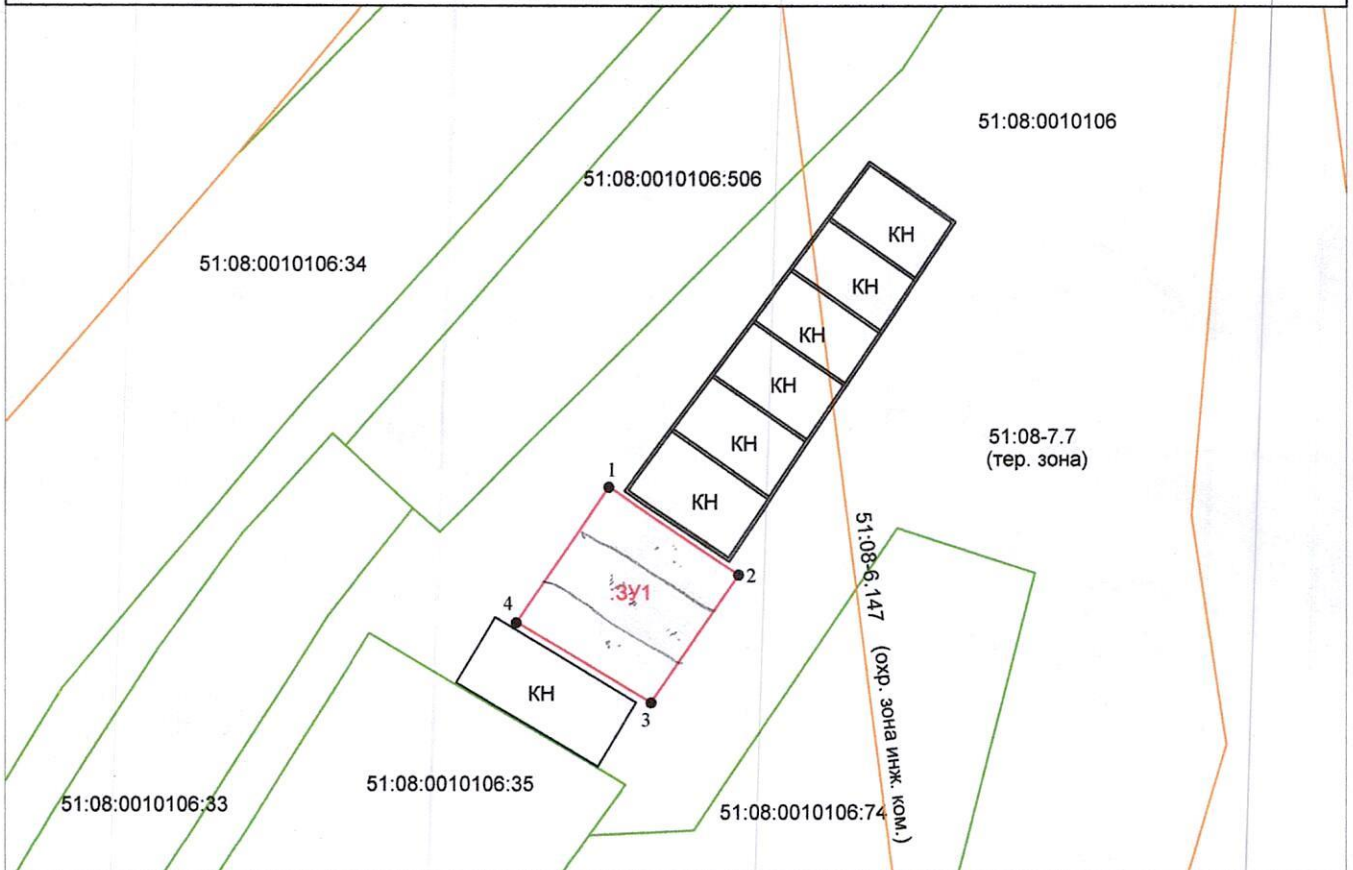 51:08:0010106
51:08:0010106:506
КН
51:08:0010106:34
КН
КН
КН
51:08-7.7
(тер. зона)
КН
1
КН
51:08-6.147 (охр. зона инж. ком.)
2
ЗУ1
4
КН
3
51:08:0010106:35
51:08:0010106:33
51:08:0010106:74